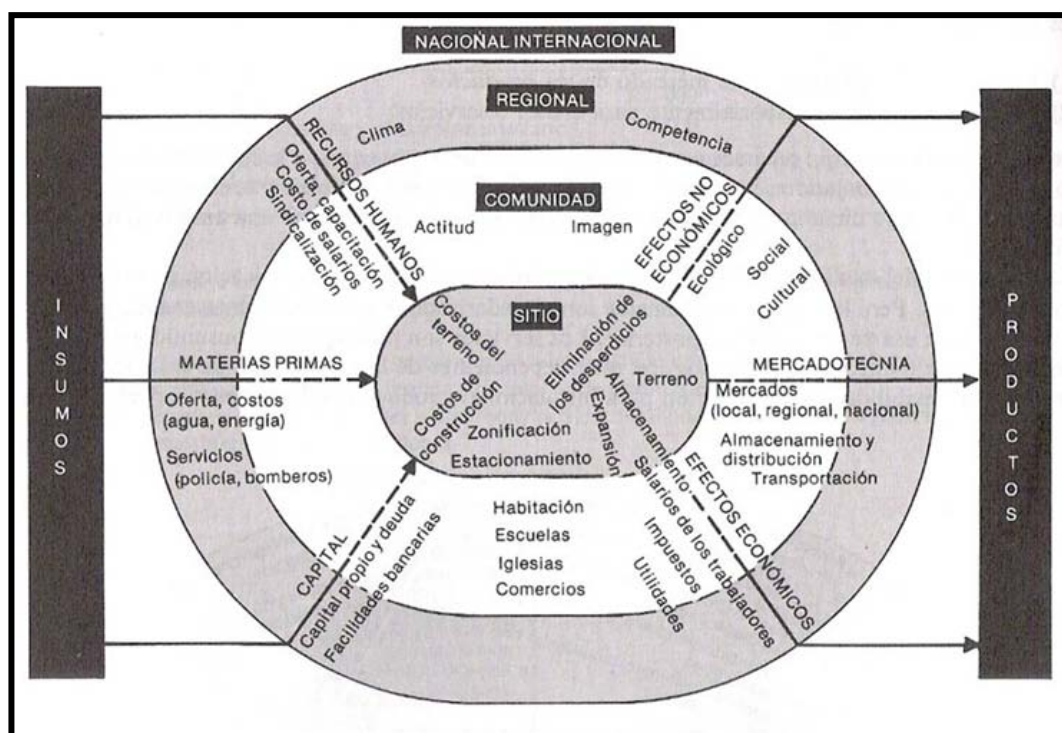 NACIONAL INTERNACIONAL
REGIONAL
Clima
Competencia
COMUNIDAD
Actitud
Imagen
INSUMOS
RECURSOS HUMANOS
Oferta, capacitación
Costo de salarios
Sindicalización
MATERIAS PRIMAS
Oferta, costos
(agua, energía)
Servicios
(policía, bomberos)
CAPITAL
Capital propio y deuda
Facilidades bancarias
SITIO
Costos del
terreno
Costos de
construcción
Eliminación de
los desperdicios
Terreno
Almacenamiento
Expansión
Zonificación
Estacionamiento
Habitación
Escuelas
Iglesias
Comercios
EFECTOS NO
ECONÓMICOS
Ecológico
Social
Cultural
MERCADOTECNIA
Mercados
(local, regional, nacional)
Almacenamiento y
distribución
Transportación
EFECTOS ECONÓMICOS
Salarios de los trabajadores
Impuestos
Utilidades
PRODUCTOS